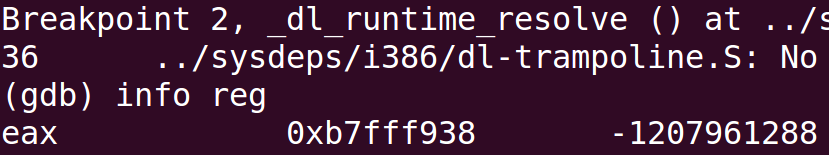 Breakpoint 2, _dl_runtime_resolve () at ../s
36      ../sysdeps/i386/dl-trampoline.S: No
(gdb) info reg
eax            0xb7fff938       -1207961288